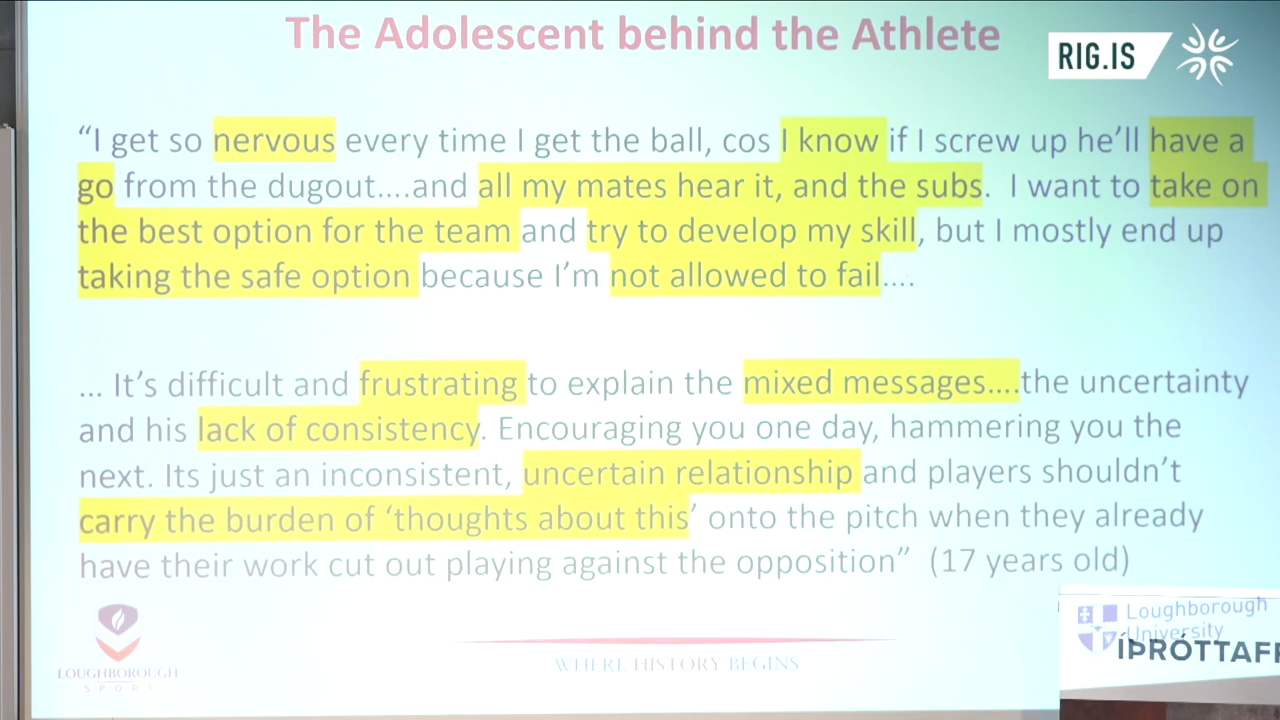 The Adolescent behind the Athlete
RIG.IS
“I get so nervous every time I get the ball, cos I know if I screw up he’ll have a
go from the dugout....and all my mates hear it, and the subs. I want to take on
the best option for the team and try to develop my skill, but I mostly end up
taking the safe option because I’m not allowed to fail....
... It’s difficult and frustrating to explain the mixed messages....the uncertainty
and his lack of consistency. Encouraging you one day, hammering you the
next. Its just an inconsistent, uncertain relationship and players shouldn’t
carry the burden of ‘thoughts about this’ onto the pitch when they already
have their work cut out playing against the opposition” (17 years old)
LOUGHBOROUGH
SPORT
WHERE HISTORY BEGINS
Loughborough
University